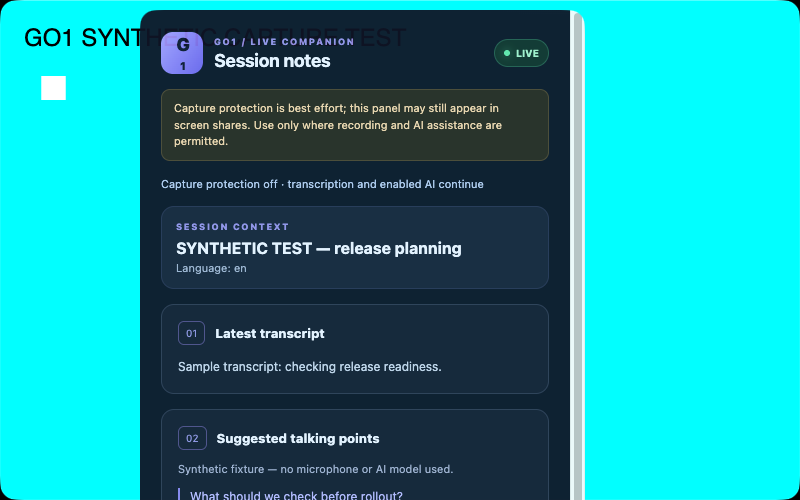 GO1 SYNTHETIC CAPTURE TEST
G
1
GO1 / LIVE COMPANION
Session notes
LIVE
Capture protection is best effort; this panel may still appear in
screen shares. Use only where recording and AI assistance are
permitted.
Capture protection off · transcription and enabled AI continue
SESSION CONTEXT
SYNTHETIC TEST — release planning
Language: en
01
Latest transcript
Sample transcript: checking release readiness.
02
Suggested talking points
Synthetic fixture — no microphone or AI model used.
What should we check before rollout?